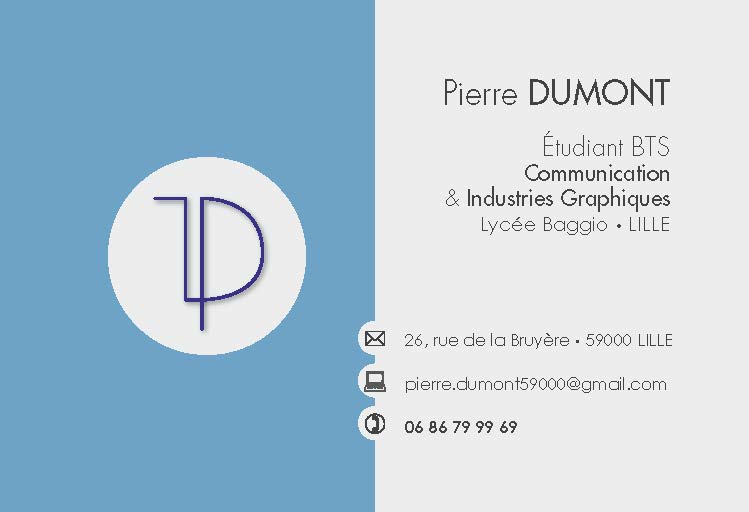 Pierre DUMONT
Étudiant BTS
Communication
& Industries Graphiques
Lycée Baggio • LILLE
26, rue de la Bruyère • 59000 LILLE
pierre.dumont59000@gmail.com
06 86 79 99 69